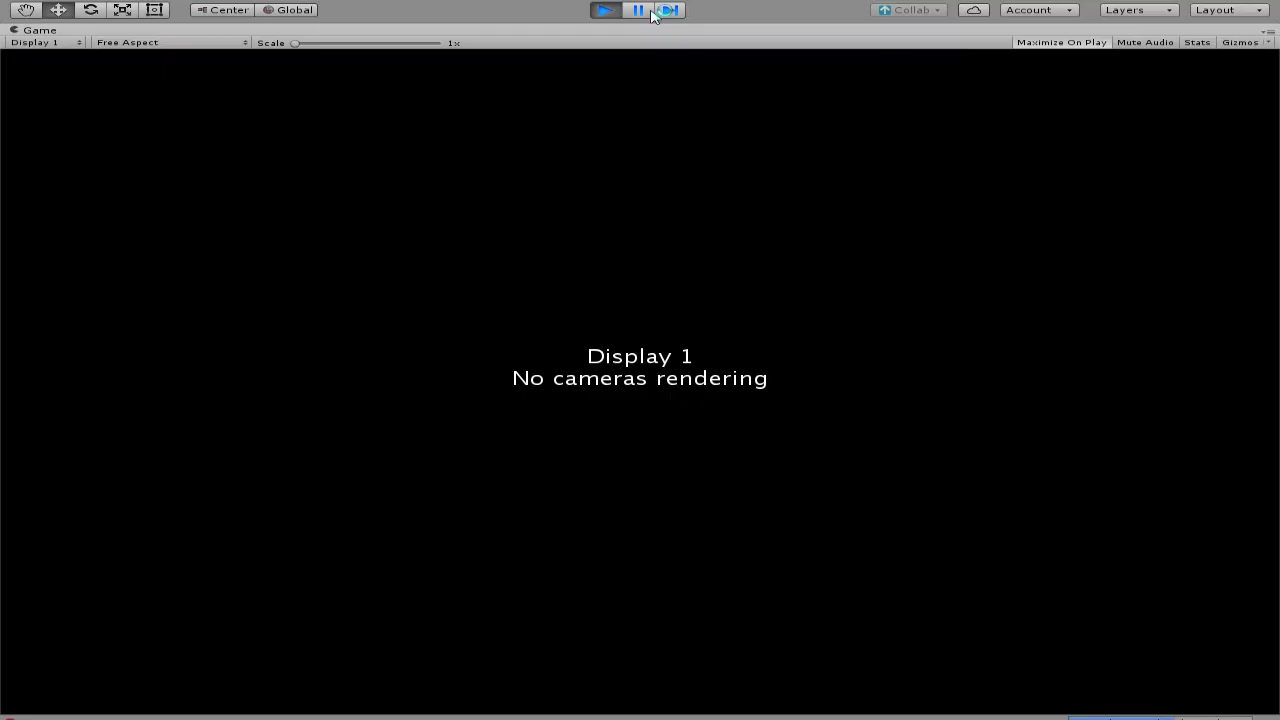 Center Global Collab Account Layers Layout
Game
Display 1 Free Aspect Scale 1x Maximize On Play Mute Audio Stats Gizmos
Display 1
No cameras rendering